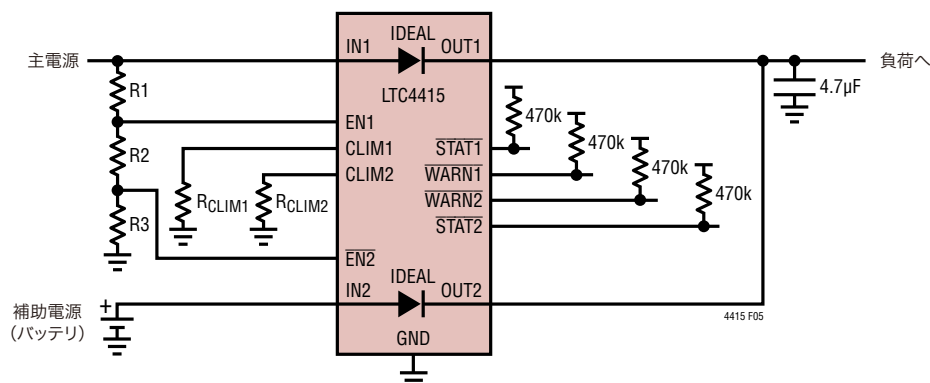 主電源
R1
R2
R3
RCLIM1
RCLIM2
IN1
IDEAL
OUT1
LTC4415
EN1
CLIM1
CLIM2
STAT1
WARN1
WARN2
STAT2
EN2
IDEAL
IN2
OUT2
GND
470k
470k
470k
470k
負荷へ
4.7µF
補助電源
(バッテリ)
+
4415 F05